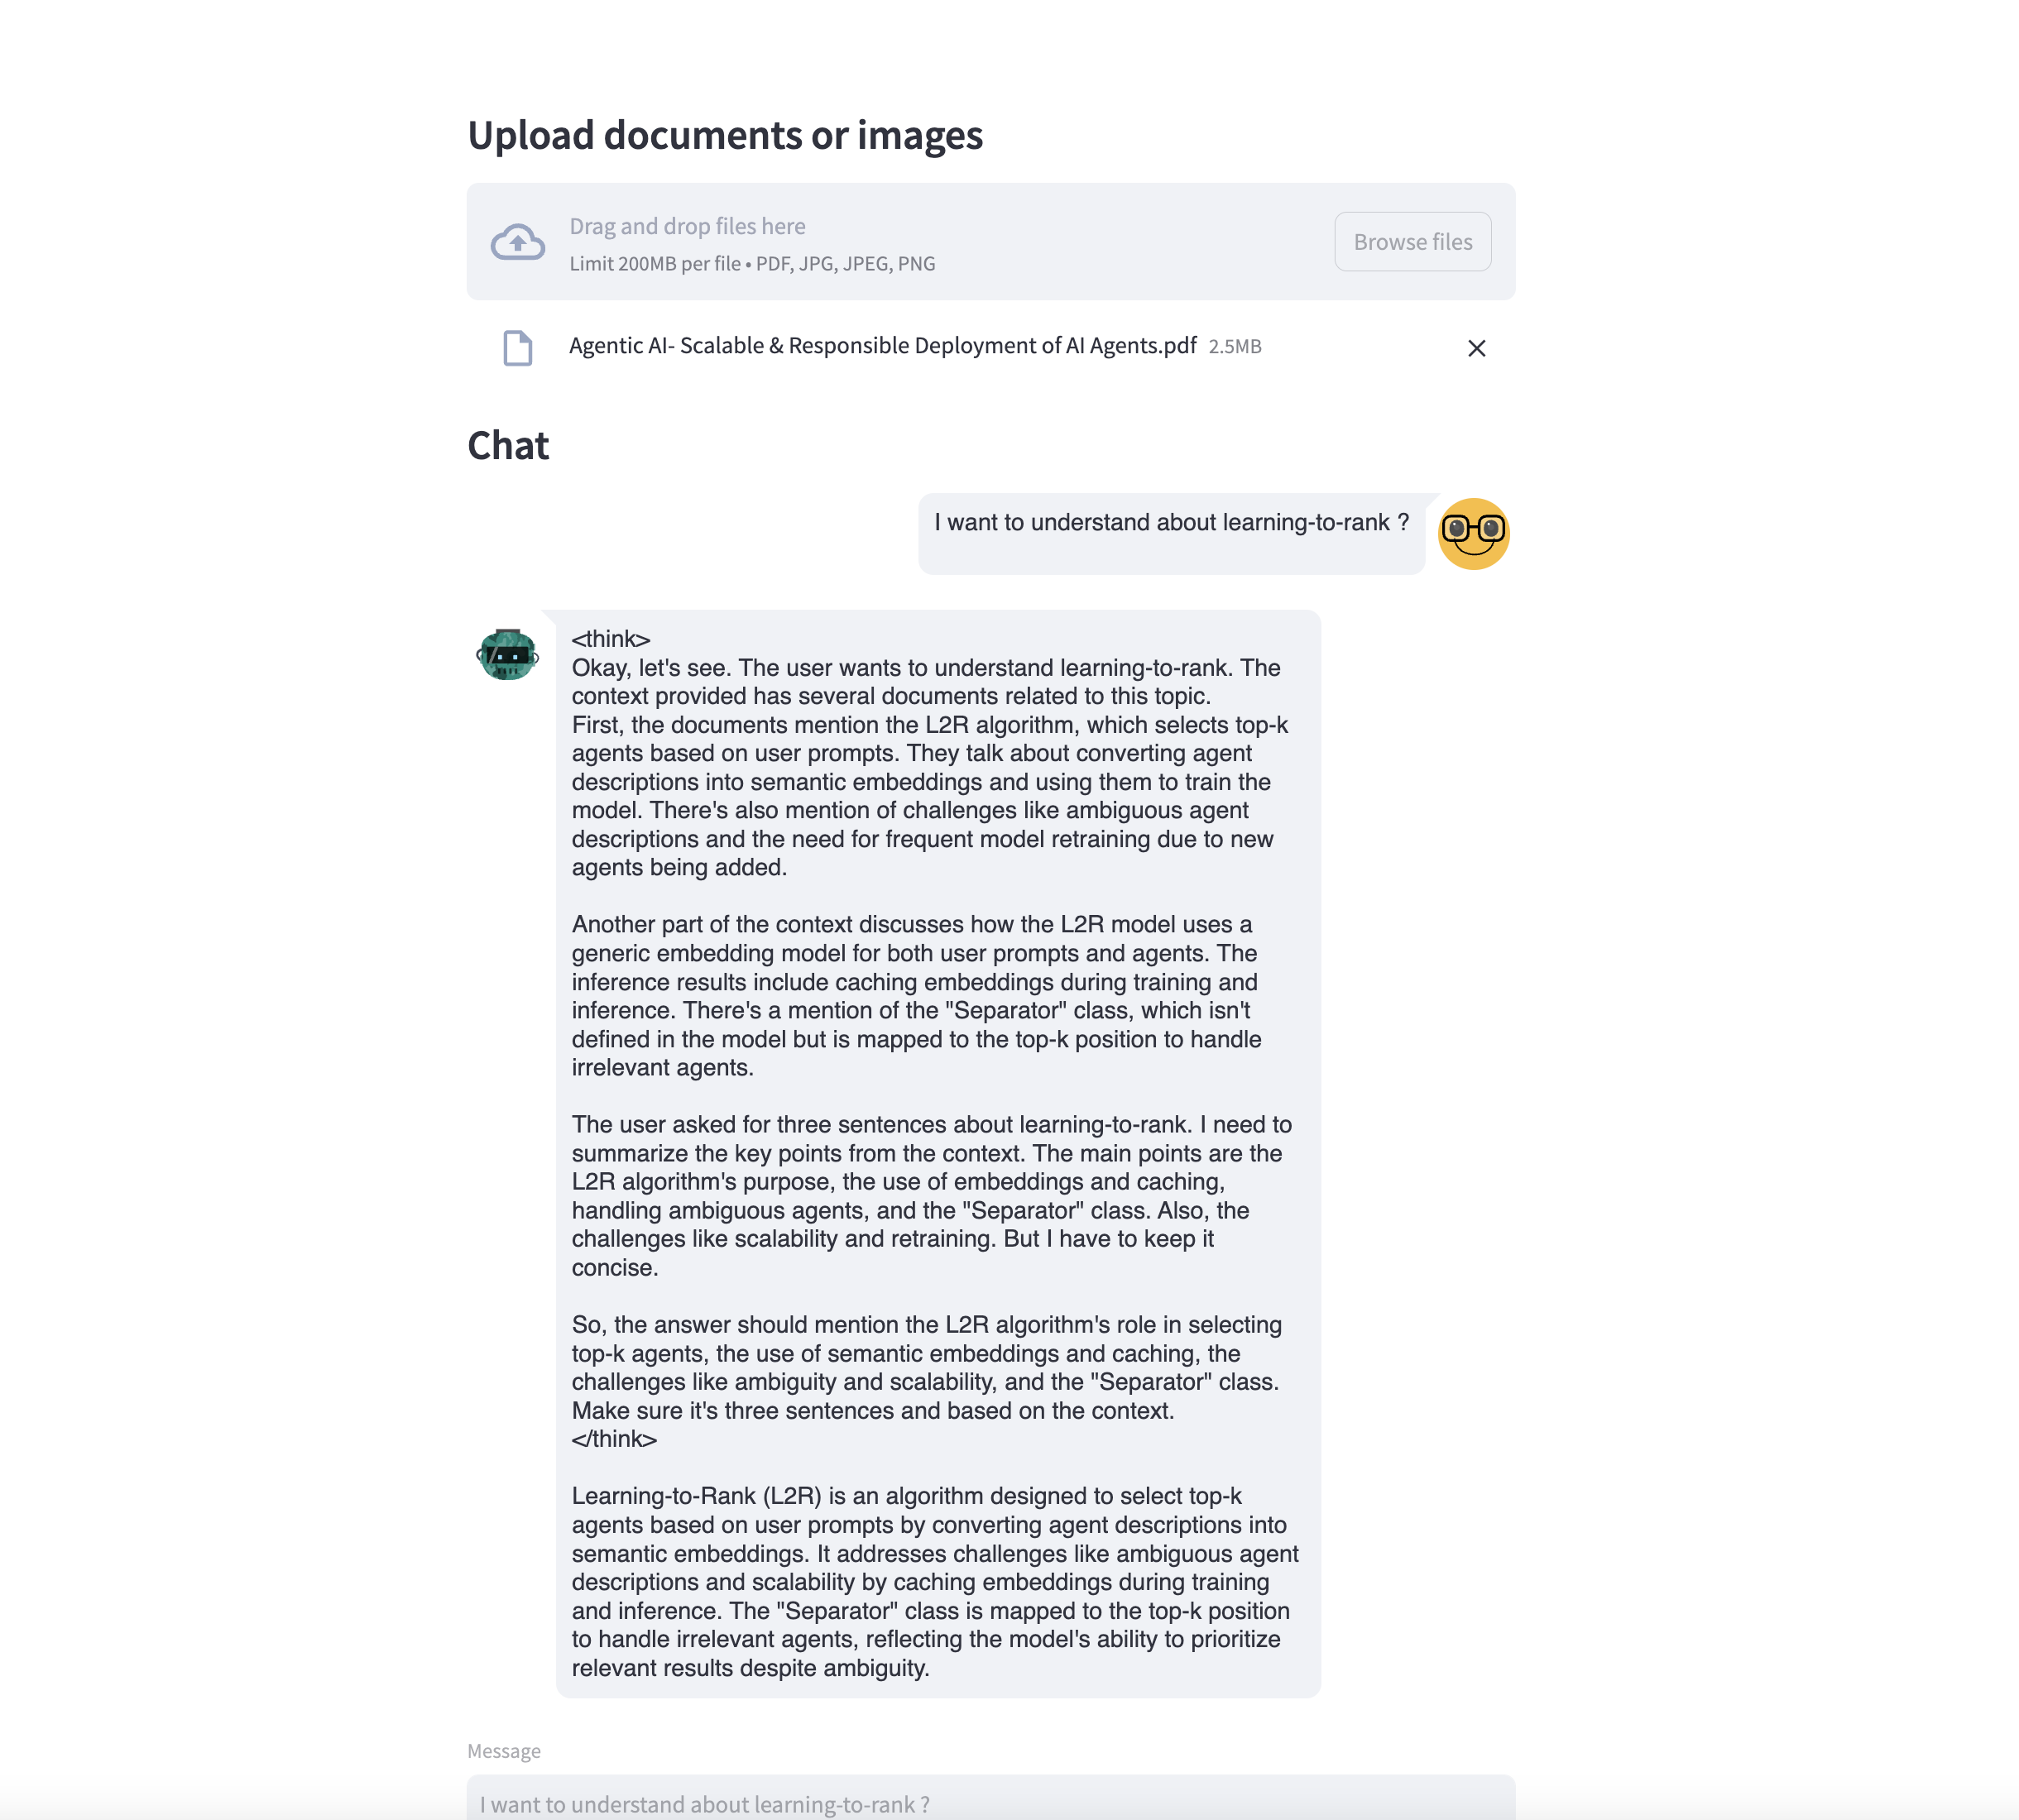 Upload documents or images
Drag and drop files here
Limit 200MB per file • PDF, JPG, JPEG, PNG
Browse files
Agentic AI- Scalable & Responsible Deployment of AI Agents.pdf 2.5MB
Chat
I want to understand about learning-to-rank ?
<think>
Okay, let's see. The user wants to understand learning-to-rank. The
context provided has several documents related to this topic.
First, the documents mention the L2R algorithm, which selects top-k
agents based on user prompts. They talk about converting agent
descriptions into semantic embeddings and using them to train the
model. There's also mention of challenges like ambiguous agent
descriptions and the need for frequent model retraining due to new
agents being added.
Another part of the context discusses how the L2R model uses a
generic embedding model for both user prompts and agents. The
inference results include caching embeddings during training and
inference. There's a mention of the "Separator" class, which isn't
defined in the model but is mapped to the top-k position to handle
irrelevant agents.
The user asked for three sentences about learning-to-rank. I need to
summarize the key points from the context. The main points are the
L2R algorithm's purpose, the use of embeddings and caching,
handling ambiguous agents, and the "Separator" class. Also, the
challenges like scalability and retraining. But I have to keep it
concise.
So, the answer should mention the L2R algorithm's role in selecting
top-k agents, the use of semantic embeddings and caching, the
challenges like ambiguity and scalability, and the "Separator" class.
Make sure it's three sentences and based on the context.
</think>
Learning-to-Rank (L2R) is an algorithm designed to select top-k
agents based on user prompts by converting agent descriptions into
semantic embeddings. It addresses challenges like ambiguous agent
descriptions and scalability by caching embeddings during training
and inference. The "Separator" class is mapped to the top-k position
to handle irrelevant agents, reflecting the model's ability to prioritize
relevant results despite ambiguity.
Message
I want to understand about learning-to-rank ?